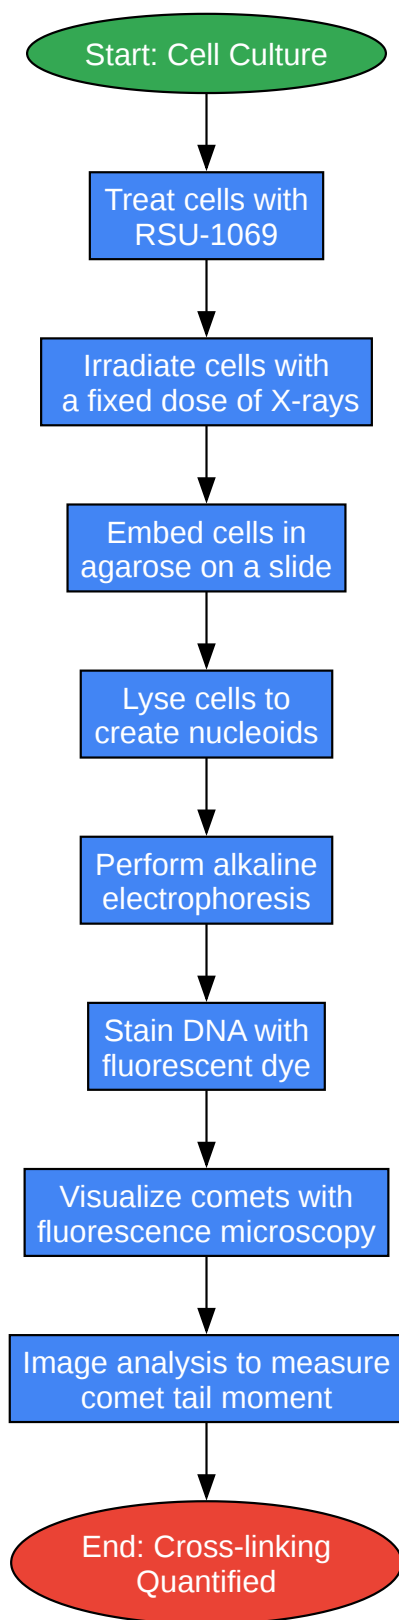 Start: Cell Culture
Treat cells with
RSU-1069
Irradiate cells with
a fixed dose of X-rays
Embed cells in
agarose on a slide
Lyse cells to
create nucleoids
Perform alkaline
electrophoresis
Stain DNA with
fluorescent dye
Visualize comets with
fluorescence microscopy
Image analysis to measure
comet tail moment
End: Cross-linking
Quantified